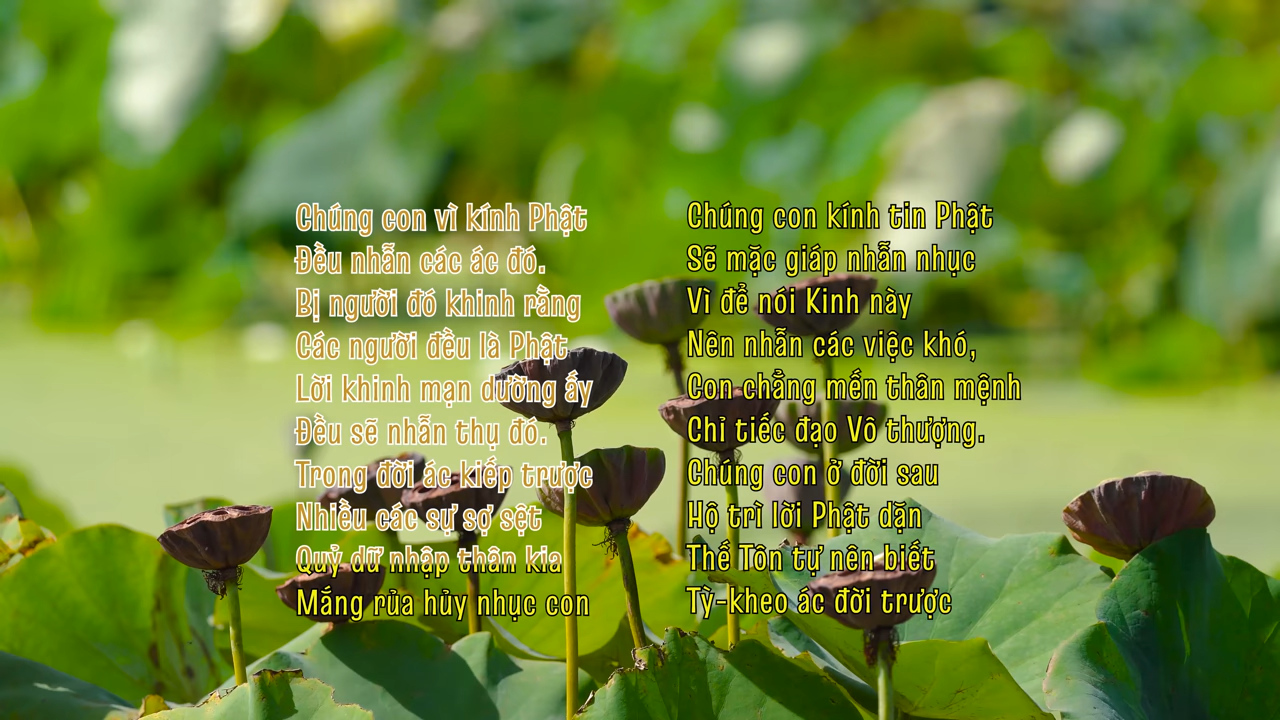 Chúng con vì kính Phật
Đều nhẫn các ác đó.
Bị người đó khinh rằng
Các người đều là Phật
Lời khinh mạn dường ấy
Đều sẽ nhẫn thụ đó.
Trong đời ác kiếp trược
Nhiều các sự sợ sệt
Quỷ dữ nhập thân kia
Mắng rủa hủy nhục con
Chúng con kính tin Phật
Sẽ mặc giáp nhẫn nhục
Vì để nói Kinh này
Nên nhẫn các việc khó,
Con chẳng mến thân mệnh
Chỉ tiếc đạo Vô thượng.
Chúng con ở đời sau
Hộ trì lời Phật dặn
Thế Tôn tự nên biết
Tỳ-kheo ác đời trược